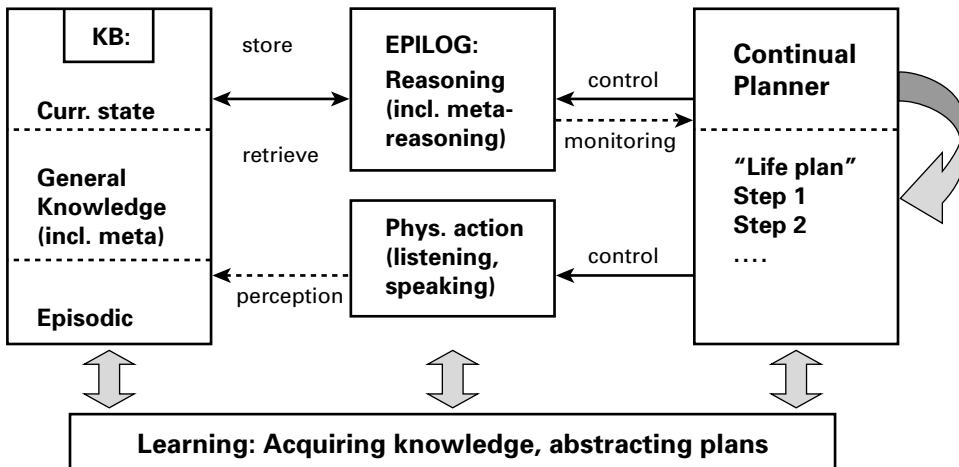 KB:
Curr. state
General
Knowledge
(incl. meta)
Episodic
store
retrieve
perception
EPILOG:
Reasoning
(incl. meta-
reasoning)
Phys. action
(listening,
speaking)
control
monitoring
control
Continual
Planner
“Life plan”
Step 1
Step 2
....
Learning: Acquiring knowledge, abstracting plans